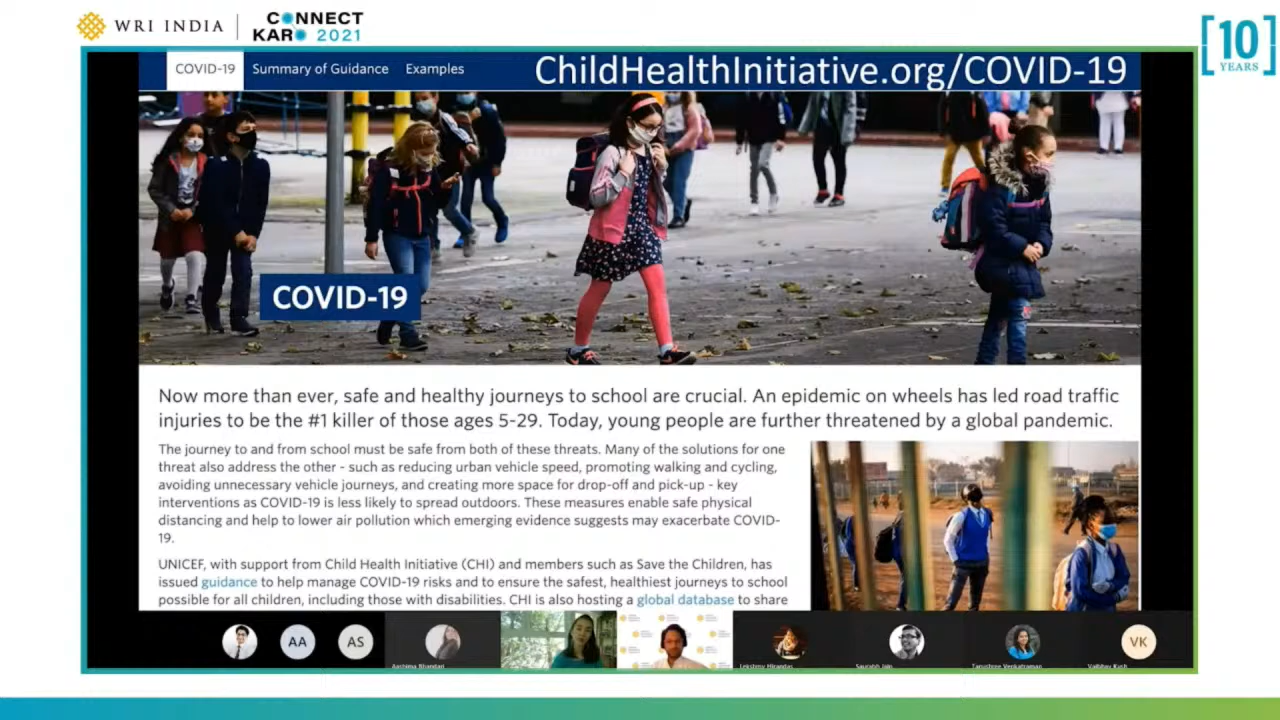 WRI INDIA
CONNECT
KARO 2021
10
YEARS
COVID-19 Summary of Guidance Examples ChildHealthInitiative.org/COVID-19
COVID-19
Now more than ever, safe and healthy journeys to school are crucial. An epidemic on wheels has led road traffic
injuries to be the #1 killer of those ages 5-29. Today, young people are further threatened by a global pandemic.
The journey to and from school must be safe from both of these threats. Many of the solutions for one
threat also address the other - such as reducing urban vehicle speed, promoting walking and cycling,
avoiding unnecessary vehicle journeys, and creating more space for drop-off and pick-up - key
interventions as COVID-19 is less likely to spread outdoors. These measures enable safe physical
distancing and help to lower air pollution which emerging evidence suggests may exacerbate COVID-
19.
UNICEF, with support from Child Health Initiative (CHI) and members such as Save the Children, has
issued guidance to help manage COVID-19 risks and to ensure the safest, healthiest journeys to school
possible for all children, including those with disabilities. CHI is also hosting a global database to share
AA AS VK
Aashima Bhandari Lekshmy Hirandas Saurabh Jain Tanushree Venkatraman Vaibhav Kush